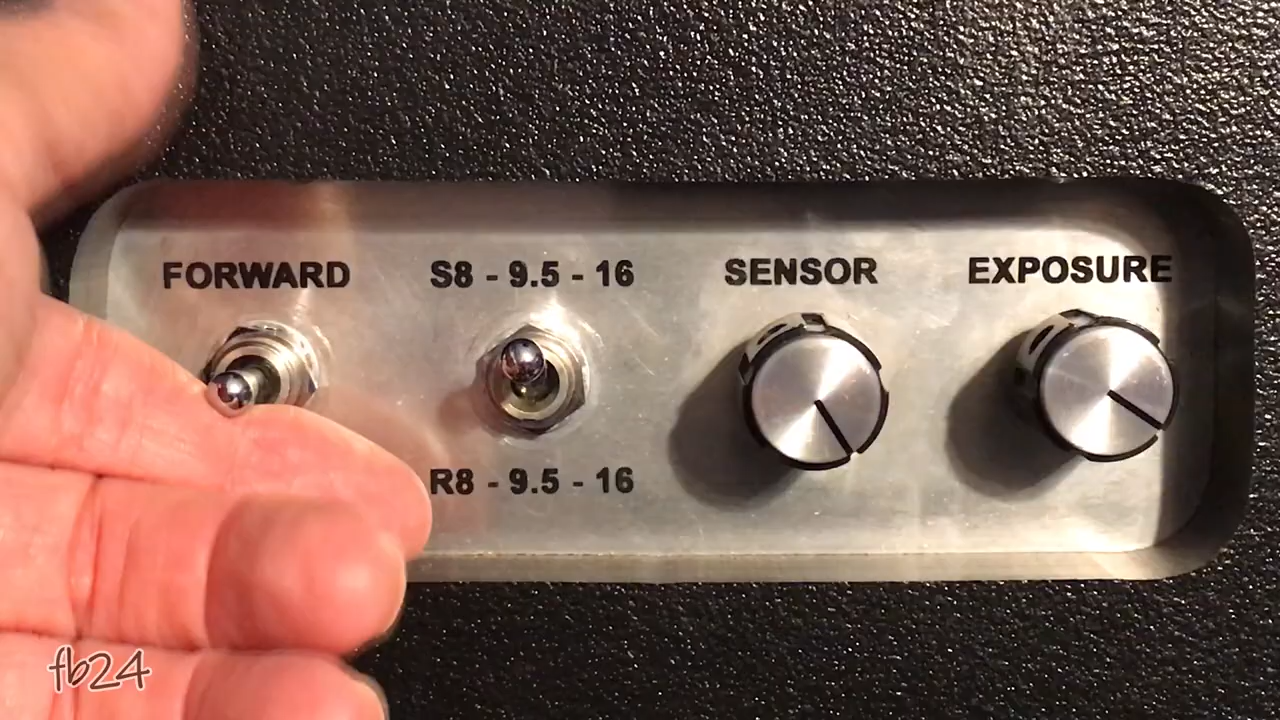 FORWARD
S8 - 9.5 - 16
SENSOR
EXPOSURE
R8 - 9.5 - 16
fb24